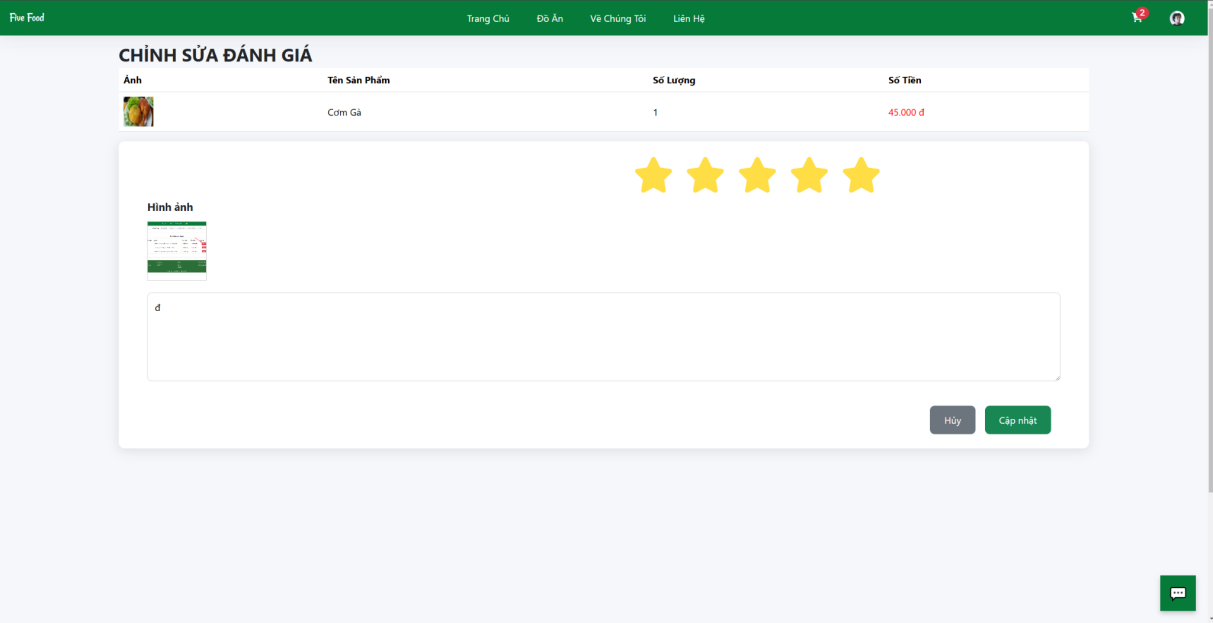 Five Food
Trang Chủ Đồ Ăn Về Chúng Tôi Liên Hệ
2
CHỈNH SỬA ĐÁNH GIÁ
Ảnh Tên Sản Phẩm Số Lượng Số Tiền
Cơm Gà 1 45.000 đ
Hình ảnh
đ
Hủy Cập nhật